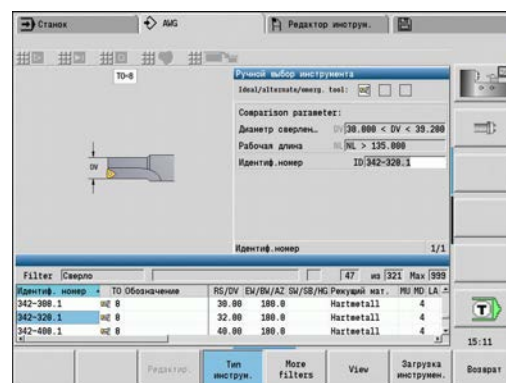 Станок
AWG
Редактор инструм.
TO=8
Ручной выбор инструмента
Ideal/alternate/emerg. tool:
Comparison parameter:
Диаметр сверлен… DV 30.000 < DV < 39.200
Рабочая длина NL NL > 135.000
Идентиф.номер ID 342-320.1
DV
Идентиф.номер 1/1
Filter Сверло 47 из 321 Max 999
Идентиф. номер TO Обозначение RS/DV EW/BW/AZ SW/SB/HG Режущий мат. MU MD LA
342-300.1 8 30.00 180.0 Hartmetall 4
342-320.1 8 32.00 180.0 Hartmetall 4
342-400.1 8 40.00 180.0 Hartmetall 4
T
15:11
Редактир.
Тип инструм.
More filters
View
Загрузка инструмен.
Возврат